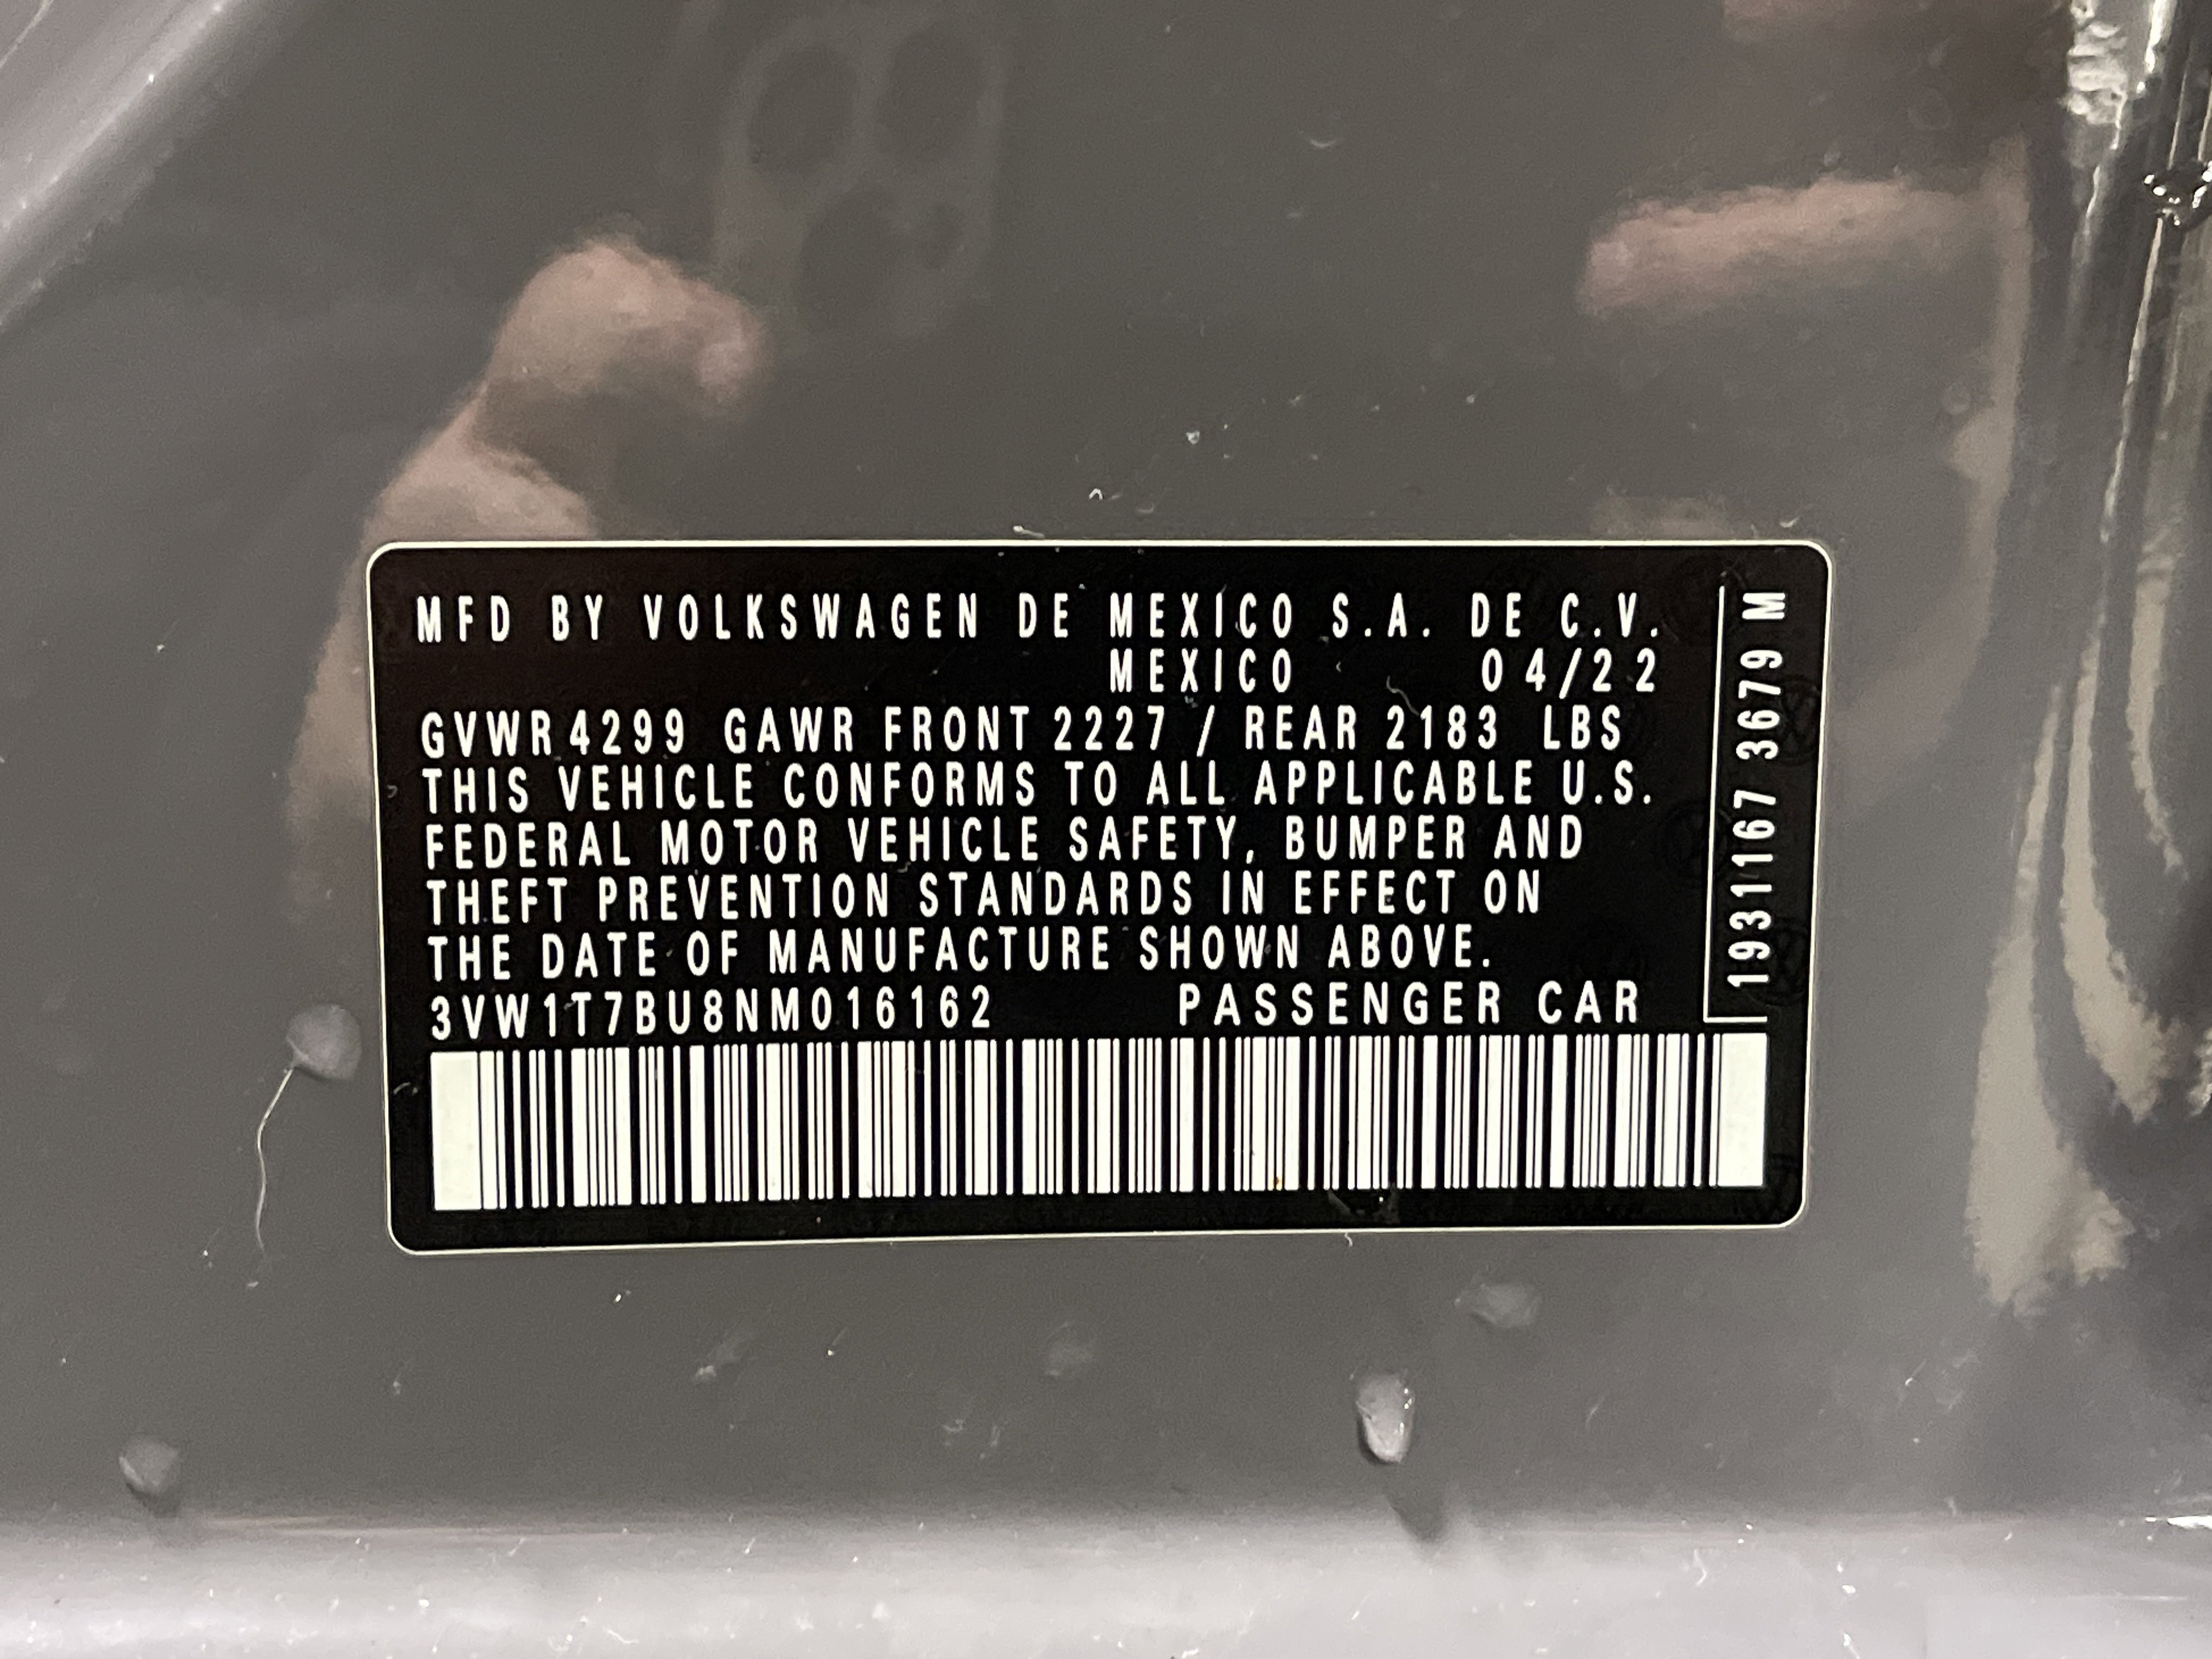 MFD BY VOLKSWAGEN DE MEXICO S.A. DE C.V.
MEXICO 04/22
GVWR 4299 GAWR FRONT 2227 / REAR 2183 LBS
THIS VEHICLE CONFORMS TO ALL APPLICABLE U.S.
FEDERAL MOTOR VEHICLE SAFETY, BUMPER AND
THEFT PREVENTION STANDARDS IN EFFECT ON
THE DATE OF MANUFACTURE SHOWN ABOVE.
3VW1T7BU8NM016162 PASSENGER CAR
1931167 3679 M